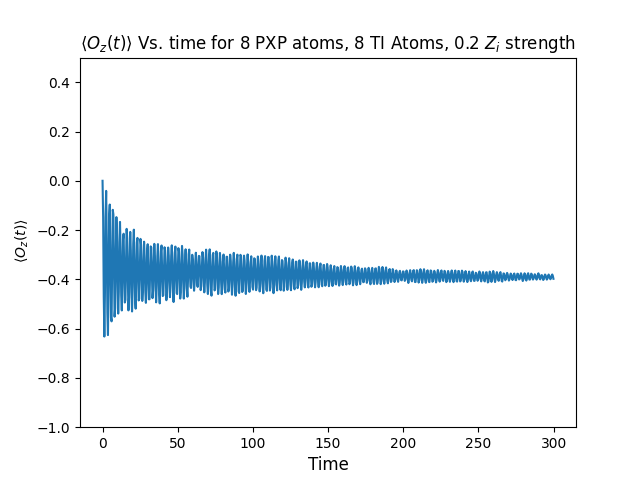 ⟨O_z(t)⟩ Vs. time for 8 PXP atoms, 8 TI Atoms, 0.2 Z_i strength
0.4
0.2
0.0
−0.2
−0.4
−0.6
−0.8
−1.0
⟨O_z(t)⟩
0 50 100 150 200 250 300
Time